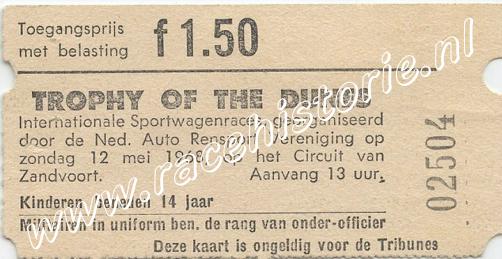 Toegangsprijs
met belasting
f 1.50
TROPHY OF THE DUNES
Internationale Sportwagenraces, georganiseerd
door de Ned. Auto Rensport Vereniging op
zondag 12 mei 1968, op het Circuit van
Zandvoort. Aanvang 13 uur.
Kinderen beneden 14 jaar
Militairen in uniform ben. de rang van onder-officier
Deze kaart is ongeldig voor de Tribunes
02504
www.racehistorie.nl